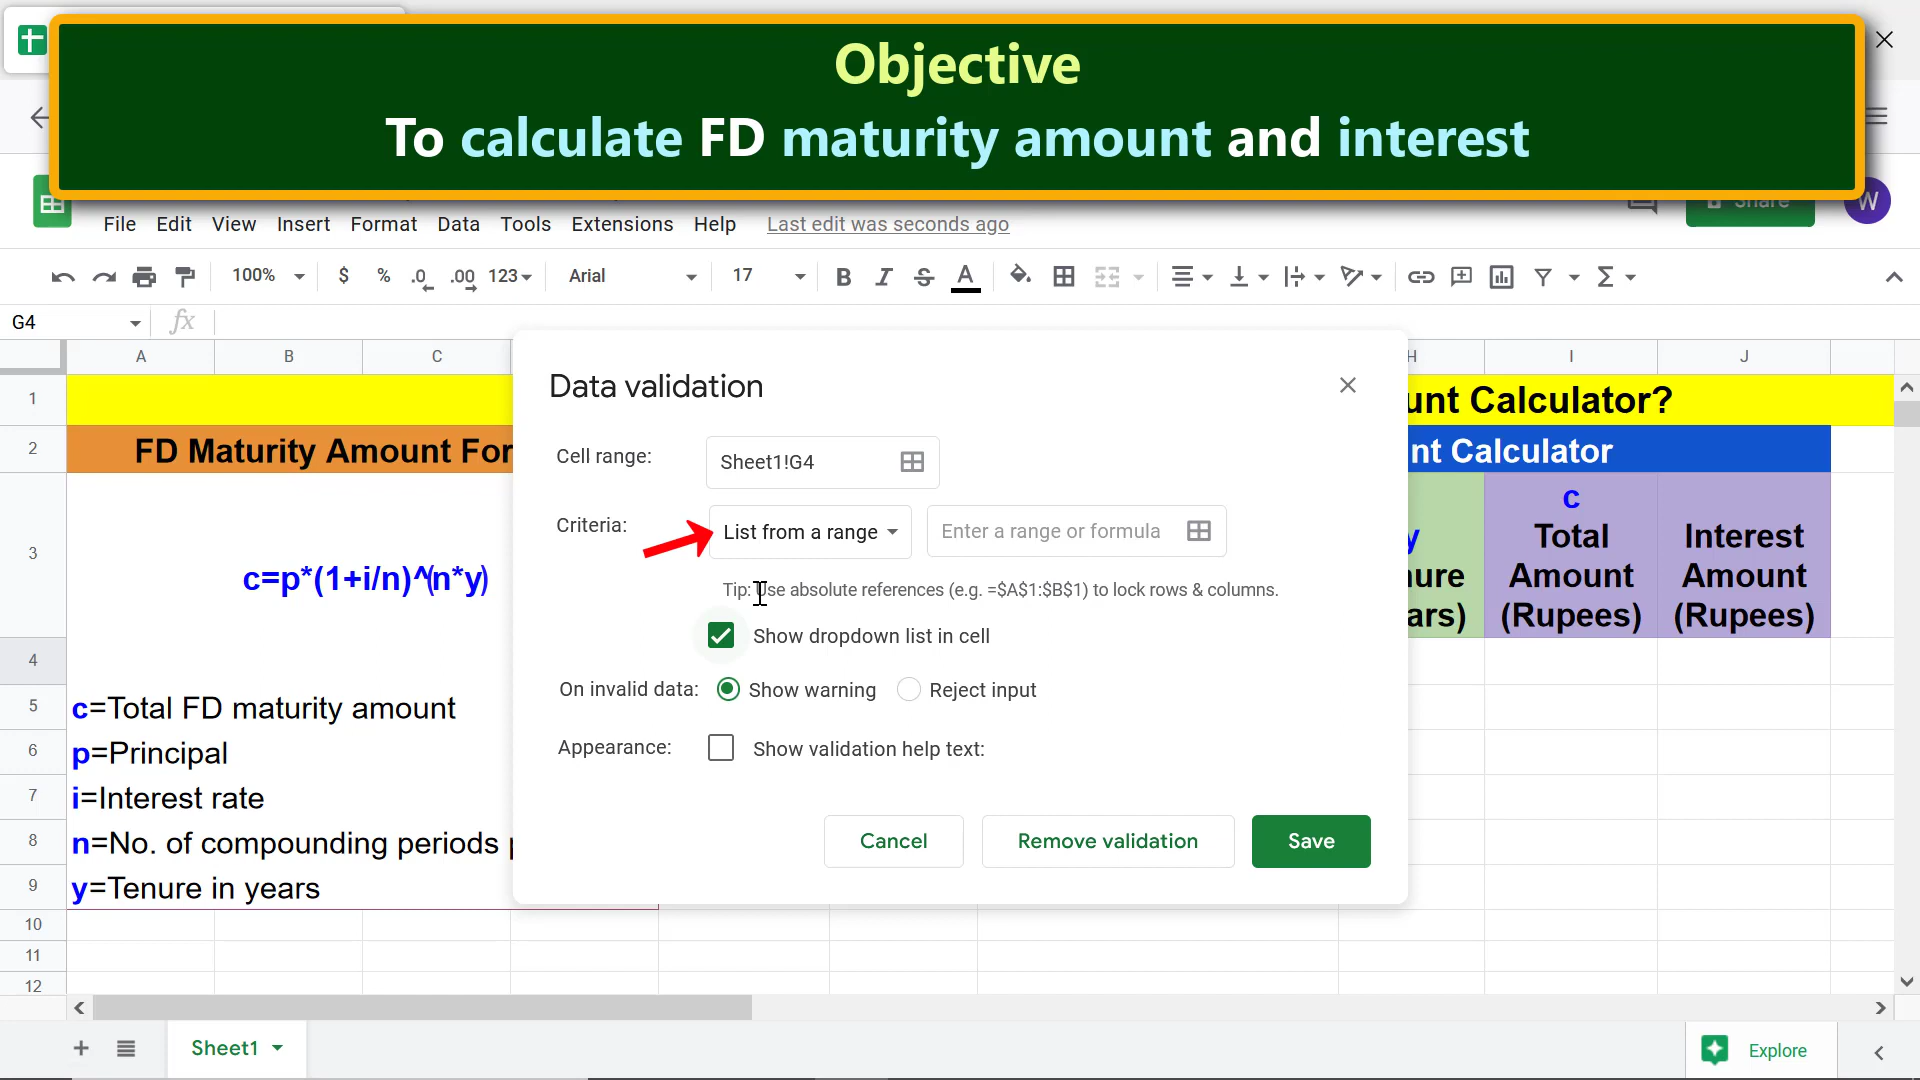 Objective
To calculate FD maturity amount and interest
Share
W
File Edit View Insert Format Data Tools Extensions Help Last edit was seconds ago
100% $ % .0 .00 123 Arial 17 B I S A
G4 fx
A B C H I J
1 unt Calculator?
2 FD Maturity Amount For nt Calculator
Data validation
Cell range: Sheet1!G4
Criteria: List from a range Enter a range or formula
Tip: Use absolute references (e.g. =$A$1:$B$1) to lock rows & columns.
Show dropdown list in cell
On invalid data: Show warning Reject input
Appearance: Show validation help text:
Cancel Remove validation Save
3 c=p*(1+i/n)^(n*y)
y
ure
ars)
c
Total
Amount
(Rupees)
Interest
Amount
(Rupees)
4
5 c=Total FD maturity amount
6 p=Principal
7 i=Interest rate
8 n=No. of compounding periods
9 y=Tenure in years
10
11
12
Sheet1 Explore